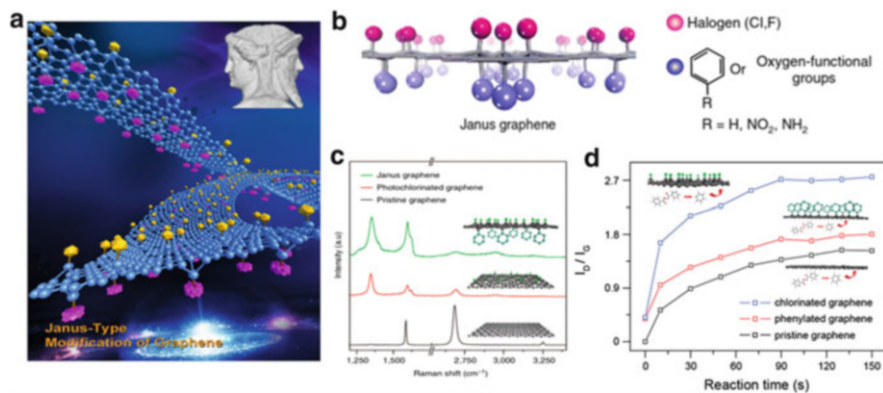 a
Janus-Type
Modification of Graphene
b
Janus graphene
Halogen (Cl,F)
Or
Oxygen-functional
groups
R
R = H, NO₂, NH₂
c
Janus graphene
Photochlorinated graphene
Pristine graphene
Intensity (a.u)
1,250
1,500
2,750
3,000
3,250
Raman shift (cm⁻¹)
d
I_D / I_G
2.7
1.8
0.9
0
chlorinated graphene
phenylated graphene
pristine graphene
0 30 60 90 120 150
Reaction time (s)